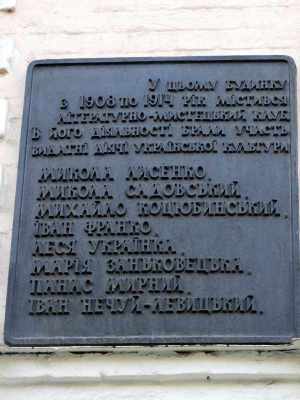 У ЦЬОМУ БУДИНКУ
З 1908 ПО 1914 РІК МІСТИВСЯ
ЛІТРАТУРНО-МИСТЕЦЬКИЙ КЛУБ
В ЙОГО ДІЯЛЬНОСТІ БРАЛИ УЧАСТЬ
ВИДАТНІ ДІЯЧІ УКРАЇНСЬКОЇ КУЛЬТУРИ
МИКОЛА ЛИСЕНКО,
МИКОЛА САДОВСЬКИЙ,
МИХАЙЛО КОЦЮБИНСЬКИЙ,
ІВАН ФРАНКО,
ЛЕСЯ УКРАЇНКА,
МАРІЯ ЗАНЬКОВЕЦЬКА,
ПАНАС МИРНИЙ,
ІВАН НЕЧУЙ-ЛЕВИЦЬКИЙ.